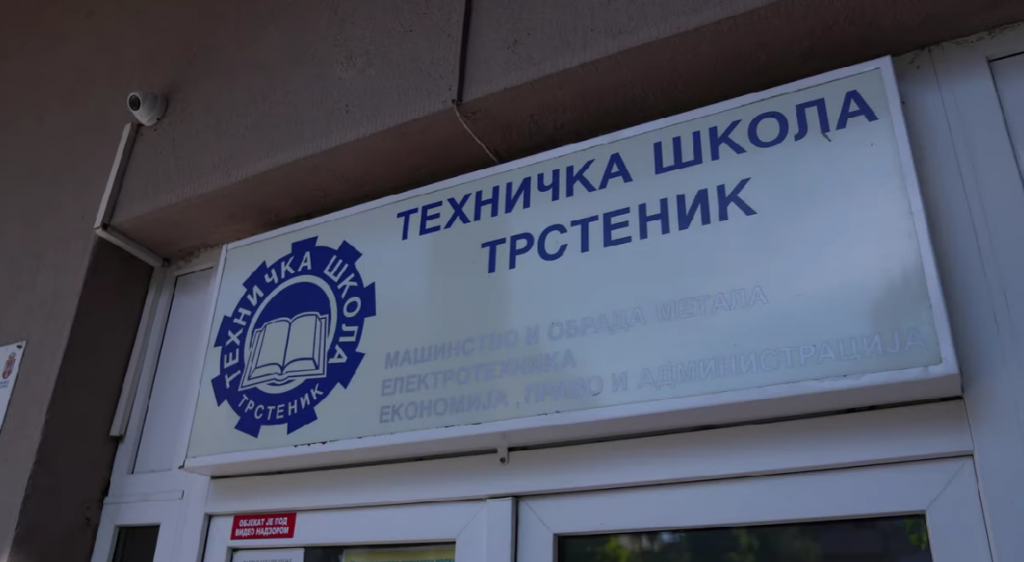 ТЕХНИЧКА ШКОЛА
ТРСТЕНИК
МАШИНСТВО И ОБРАДА МЕТАЛА
ЕЛЕКТРОТЕХНИКА
ЕКОНОМИЈА , ПРАВО И АДМИНИСТРАЦИЈА
ТЕХНИЧКА ШКОЛА
ТРСТЕНИК
ОБЈЕКАТ ЈЕ ПОД
ВИДЕО НАДЗОРОМ